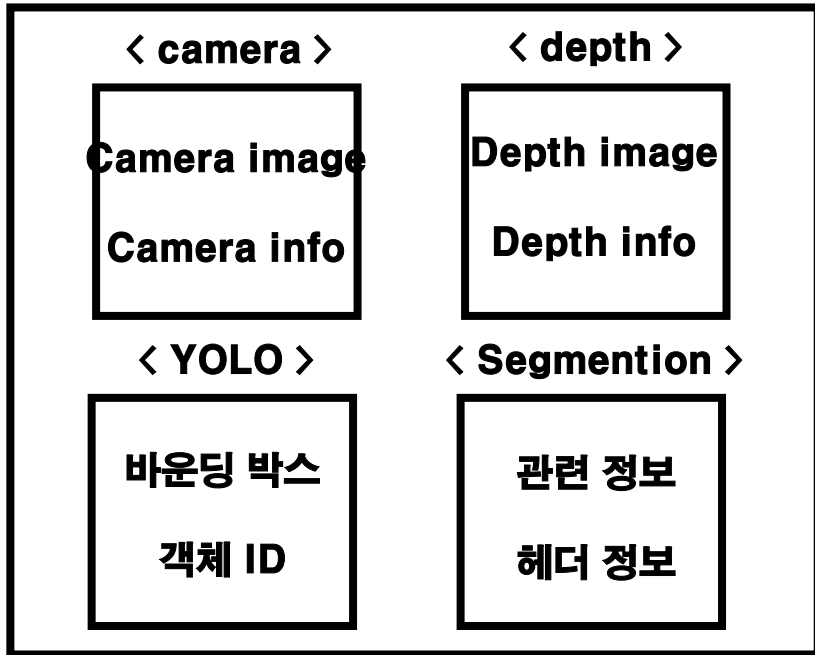 < camera >
Camera image
Camera info
< depth >
Depth image
Depth info
< YOLO >
바운딩 박스
객체 ID
< Segmention >
관련 정보
헤더 정보